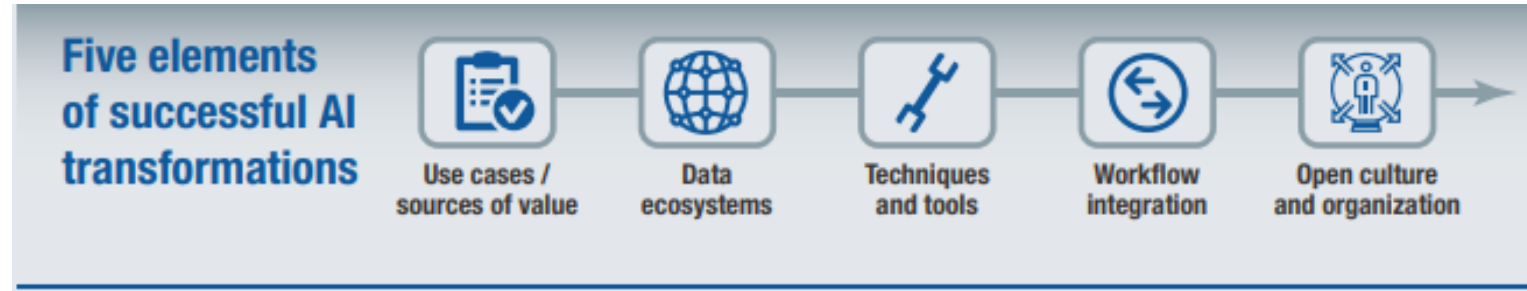 Five elements
of successful AI
transformations
Use cases /
sources of value
Data
ecosystems
Techniques
and tools
Workflow
integration
Open culture
and organization